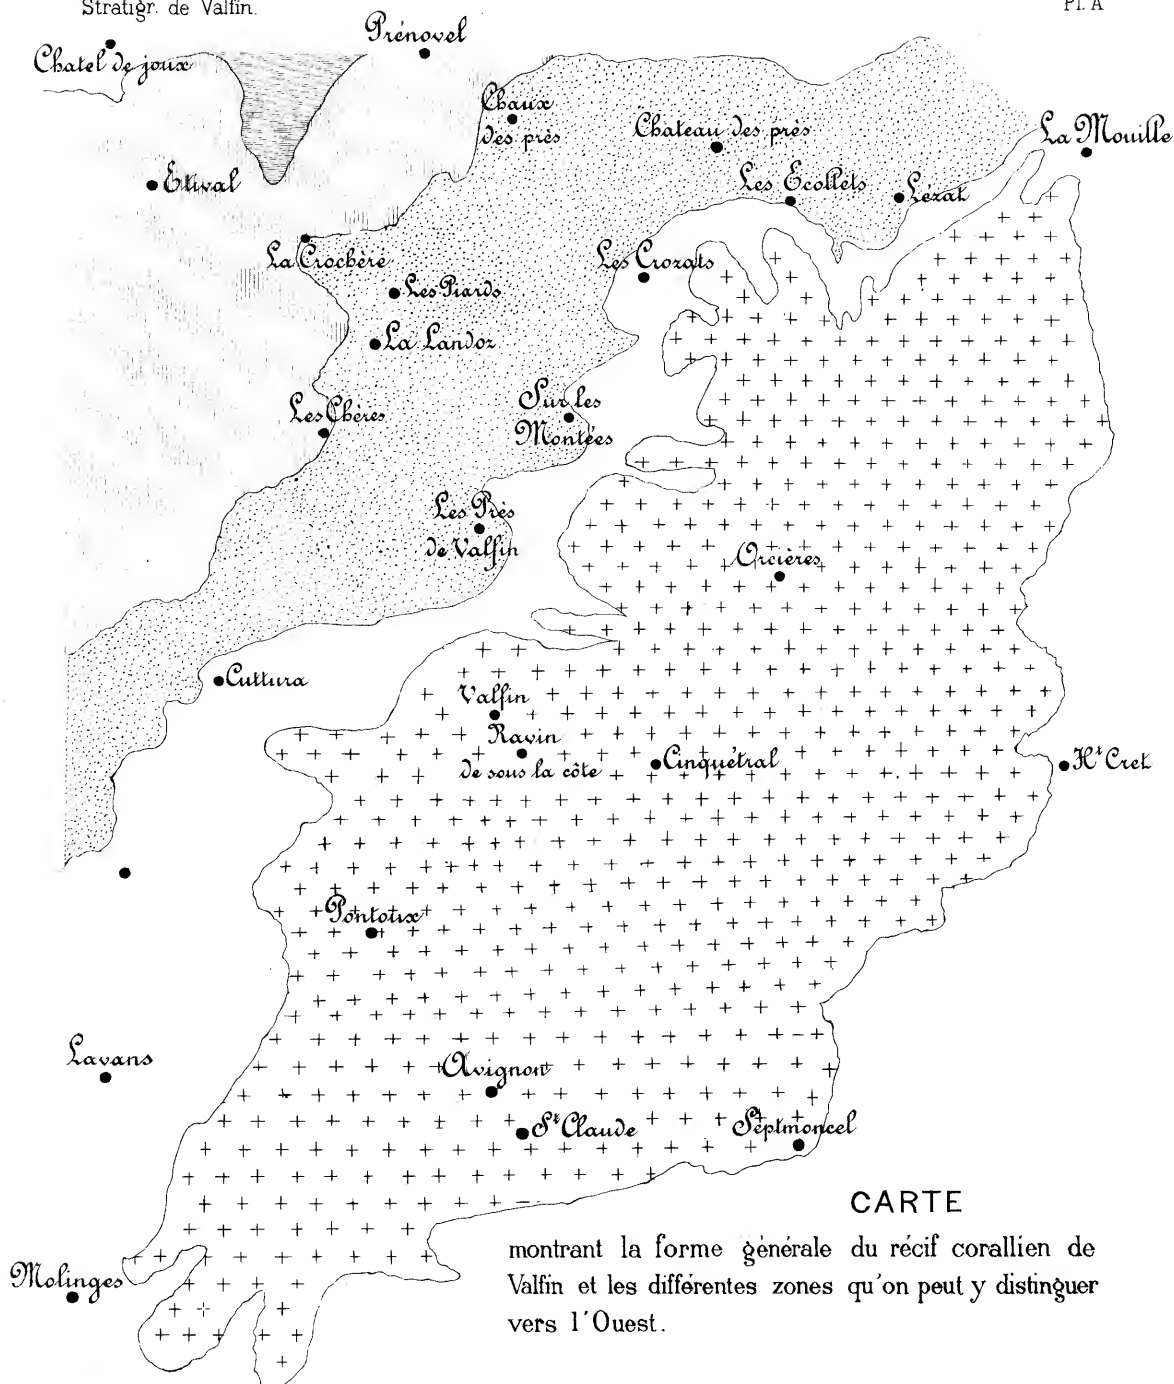 Stratigr. de Valfin.
Pl. A
Prénovel
Chatel de joux
Chaux
des prés
Chateau des près
La Mouille
Etival
Les Ecollets
Lézat
La Crochère
Les Crozats
Les Piards
La Landoz
Les Chères
Sur les
Montées
Les Près
de Valfin
Orcières
Cuttura
Valfin
Ravin
de sous la côte
Cinquétral
Ht Cret
Pontoux
Lavans
Avignon
St Claude
Séptmoncel
CARTE
montrant la forme générale du récif corallien de
Valfin et les différentes zones qu'on peut y distinguer
vers l'Ouest.
Molinges